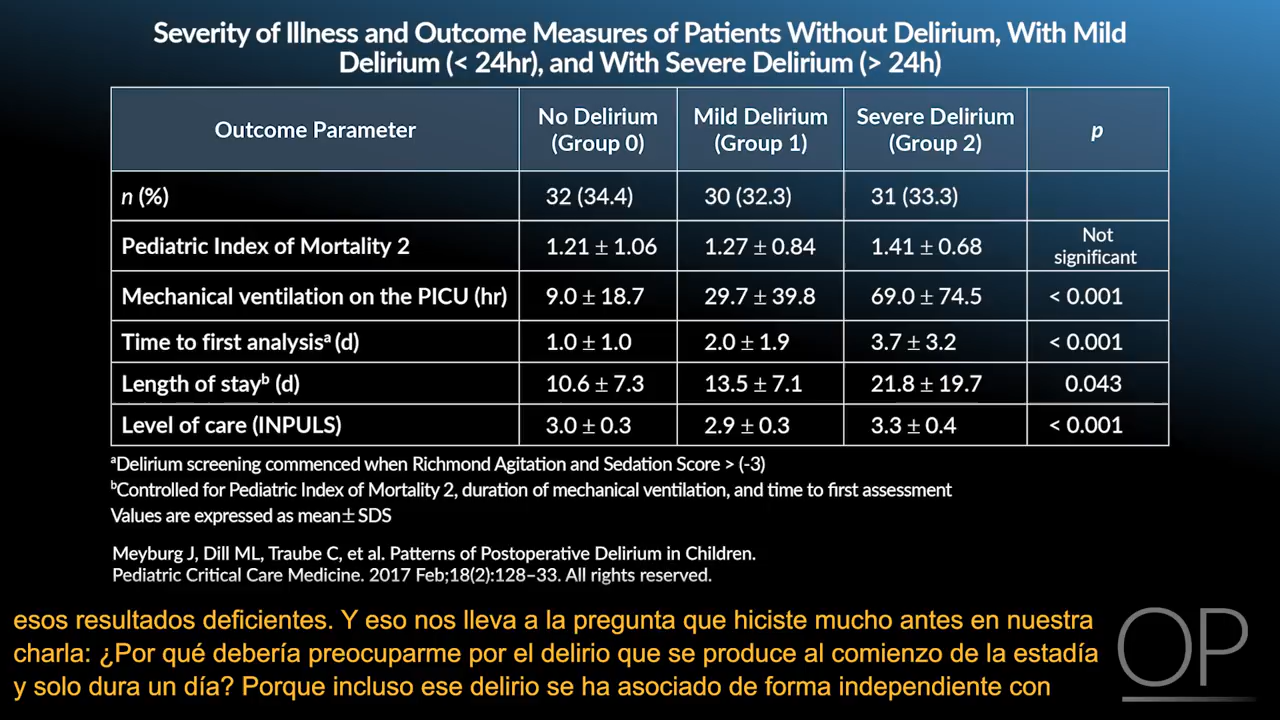 Severity of Illness and Outcome Measures of Patients Without Delirium, With Mild
Delirium (< 24hr), and With Severe Delirium (> 24h)
Outcome Parameter
No Delirium
(Group 0)
Mild Delirium
(Group 1)
Severe Delirium
(Group 2)
p
n (%) 32 (34.4) 30 (32.3) 31 (33.3)
Pediatric Index of Mortality 2 1.21 ± 1.06 1.27 ± 0.84 1.41 ± 0.68 Not
significant
Mechanical ventilation on the PICU (hr) 9.0 ± 18.7 29.7 ± 39.8 69.0 ± 74.5 < 0.001
Time to first analysisᵃ (d) 1.0 ± 1.0 2.0 ± 1.9 3.7 ± 3.2 < 0.001
Length of stayᵇ (d) 10.6 ± 7.3 13.5 ± 7.1 21.8 ± 19.7 0.043
Level of care (INPULS) 3.0 ± 0.3 2.9 ± 0.3 3.3 ± 0.4 < 0.001
ᵃDelirium screening commenced when Richmond Agitation and Sedation Score > (-3)
ᵇControlled for Pediatric Index of Mortality 2, duration of mechanical ventilation, and time to first assessment
Values are expressed as mean ± SDS
Meyburg J, Dill ML, Traube C, et al. Patterns of Postoperative Delirium in Children.
Pediatric Critical Care Medicine. 2017 Feb;18(2):128–33. All rights reserved.
esos resultados deficientes. Y eso nos lleva a la pregunta que hiciste mucho antes en nuestra
charla: ¿Por qué debería preocuparme por el delirio que se produce al comienzo de la estadía
y solo dura un día? Porque incluso ese delirio se ha asociado de forma independiente con
OP